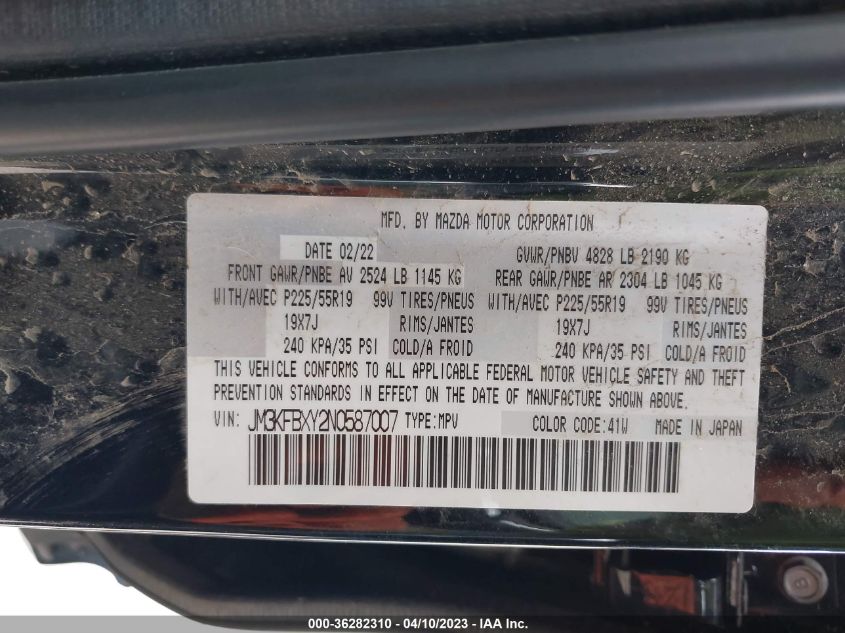 MFD. BY MAZDA MOTOR CORPORATION
DATE 02/22 GVWR/PNBV 4828 LB 2190 KG
FRONT GAWR/PNBE AV 2524 LB 1145 KG REAR GAWR/PNBE AR 2304 LB 1045 KG
WITH/AVEC P225/55R19 99V TIRES/PNEUS WITH/AVEC P225/55R19 99V TIRES/PNEUS
19X7J RIMS/JANTES 19X7J RIMS/JANTES
240 KPA/35 PSI COLD/A FROID 240 KPA/35 PSI COLD/A FROID
THIS VEHICLE CONFORMS TO ALL APPLICABLE FEDERAL MOTOR VEHICLE SAFETY AND THEFT
PREVENTION STANDARDS IN EFFECT ON THE DATE OF MANUFACTURE SHOWN ABOVE.
VIN: JM3KFBXY2N0587007 TYPE:MPV COLOR CODE:41W MADE IN JAPAN
8
000-36282310 - 04/10/2023 - IAA Inc.